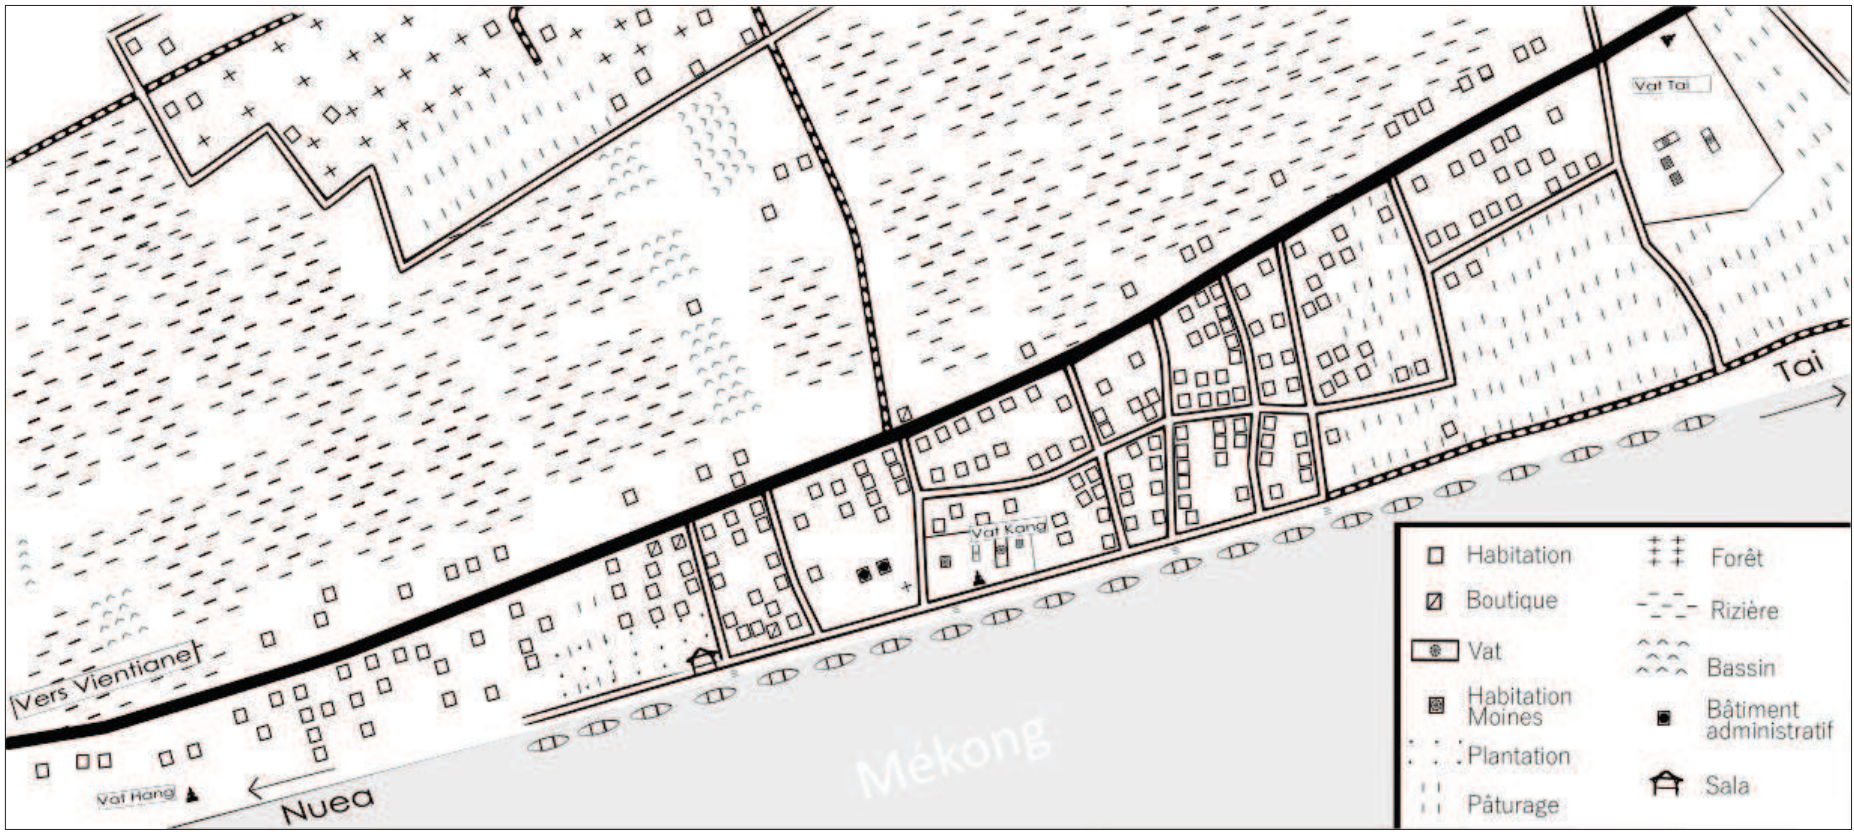 Vat Tai
Vat Kang
Vers Vientiane
Vat Hang
Nuea
Tai
Mékong
Habitation
Boutique
Vat
Habitation
Moines
Plantation
Pâturage
Forêt
Rizière
Bassin
Bâtiment
administratif
Sala